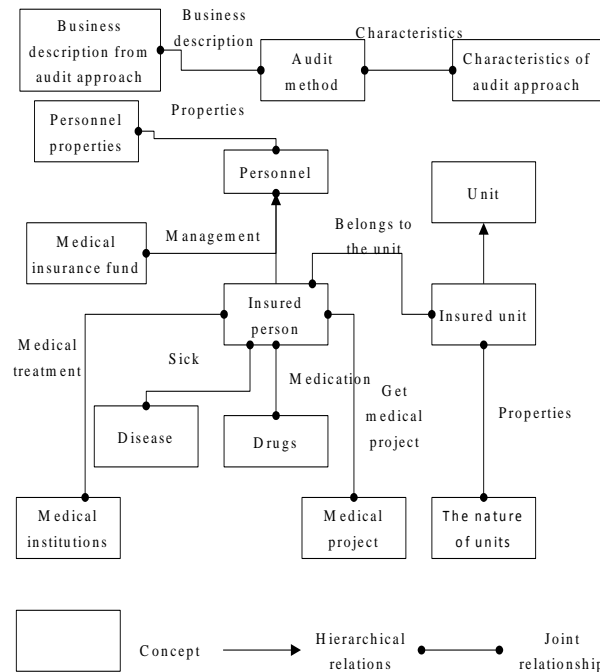 Business
description from
audit approach
Business
description
Audit
method
Characteristics
Characteristics of
audit approach
Personnel
properties
Properties
Personnel
Unit
Medical
insurance fund
Management
Belongs to
the unit
Insured
person
Insured unit
Medical
treatment
Sick
Medication
Get
medical
project
Properties
Disease
Drugs
Medical
institutions
Medical
project
The nature
of units
Concept
Hierarchical
relations
Joint
relationship